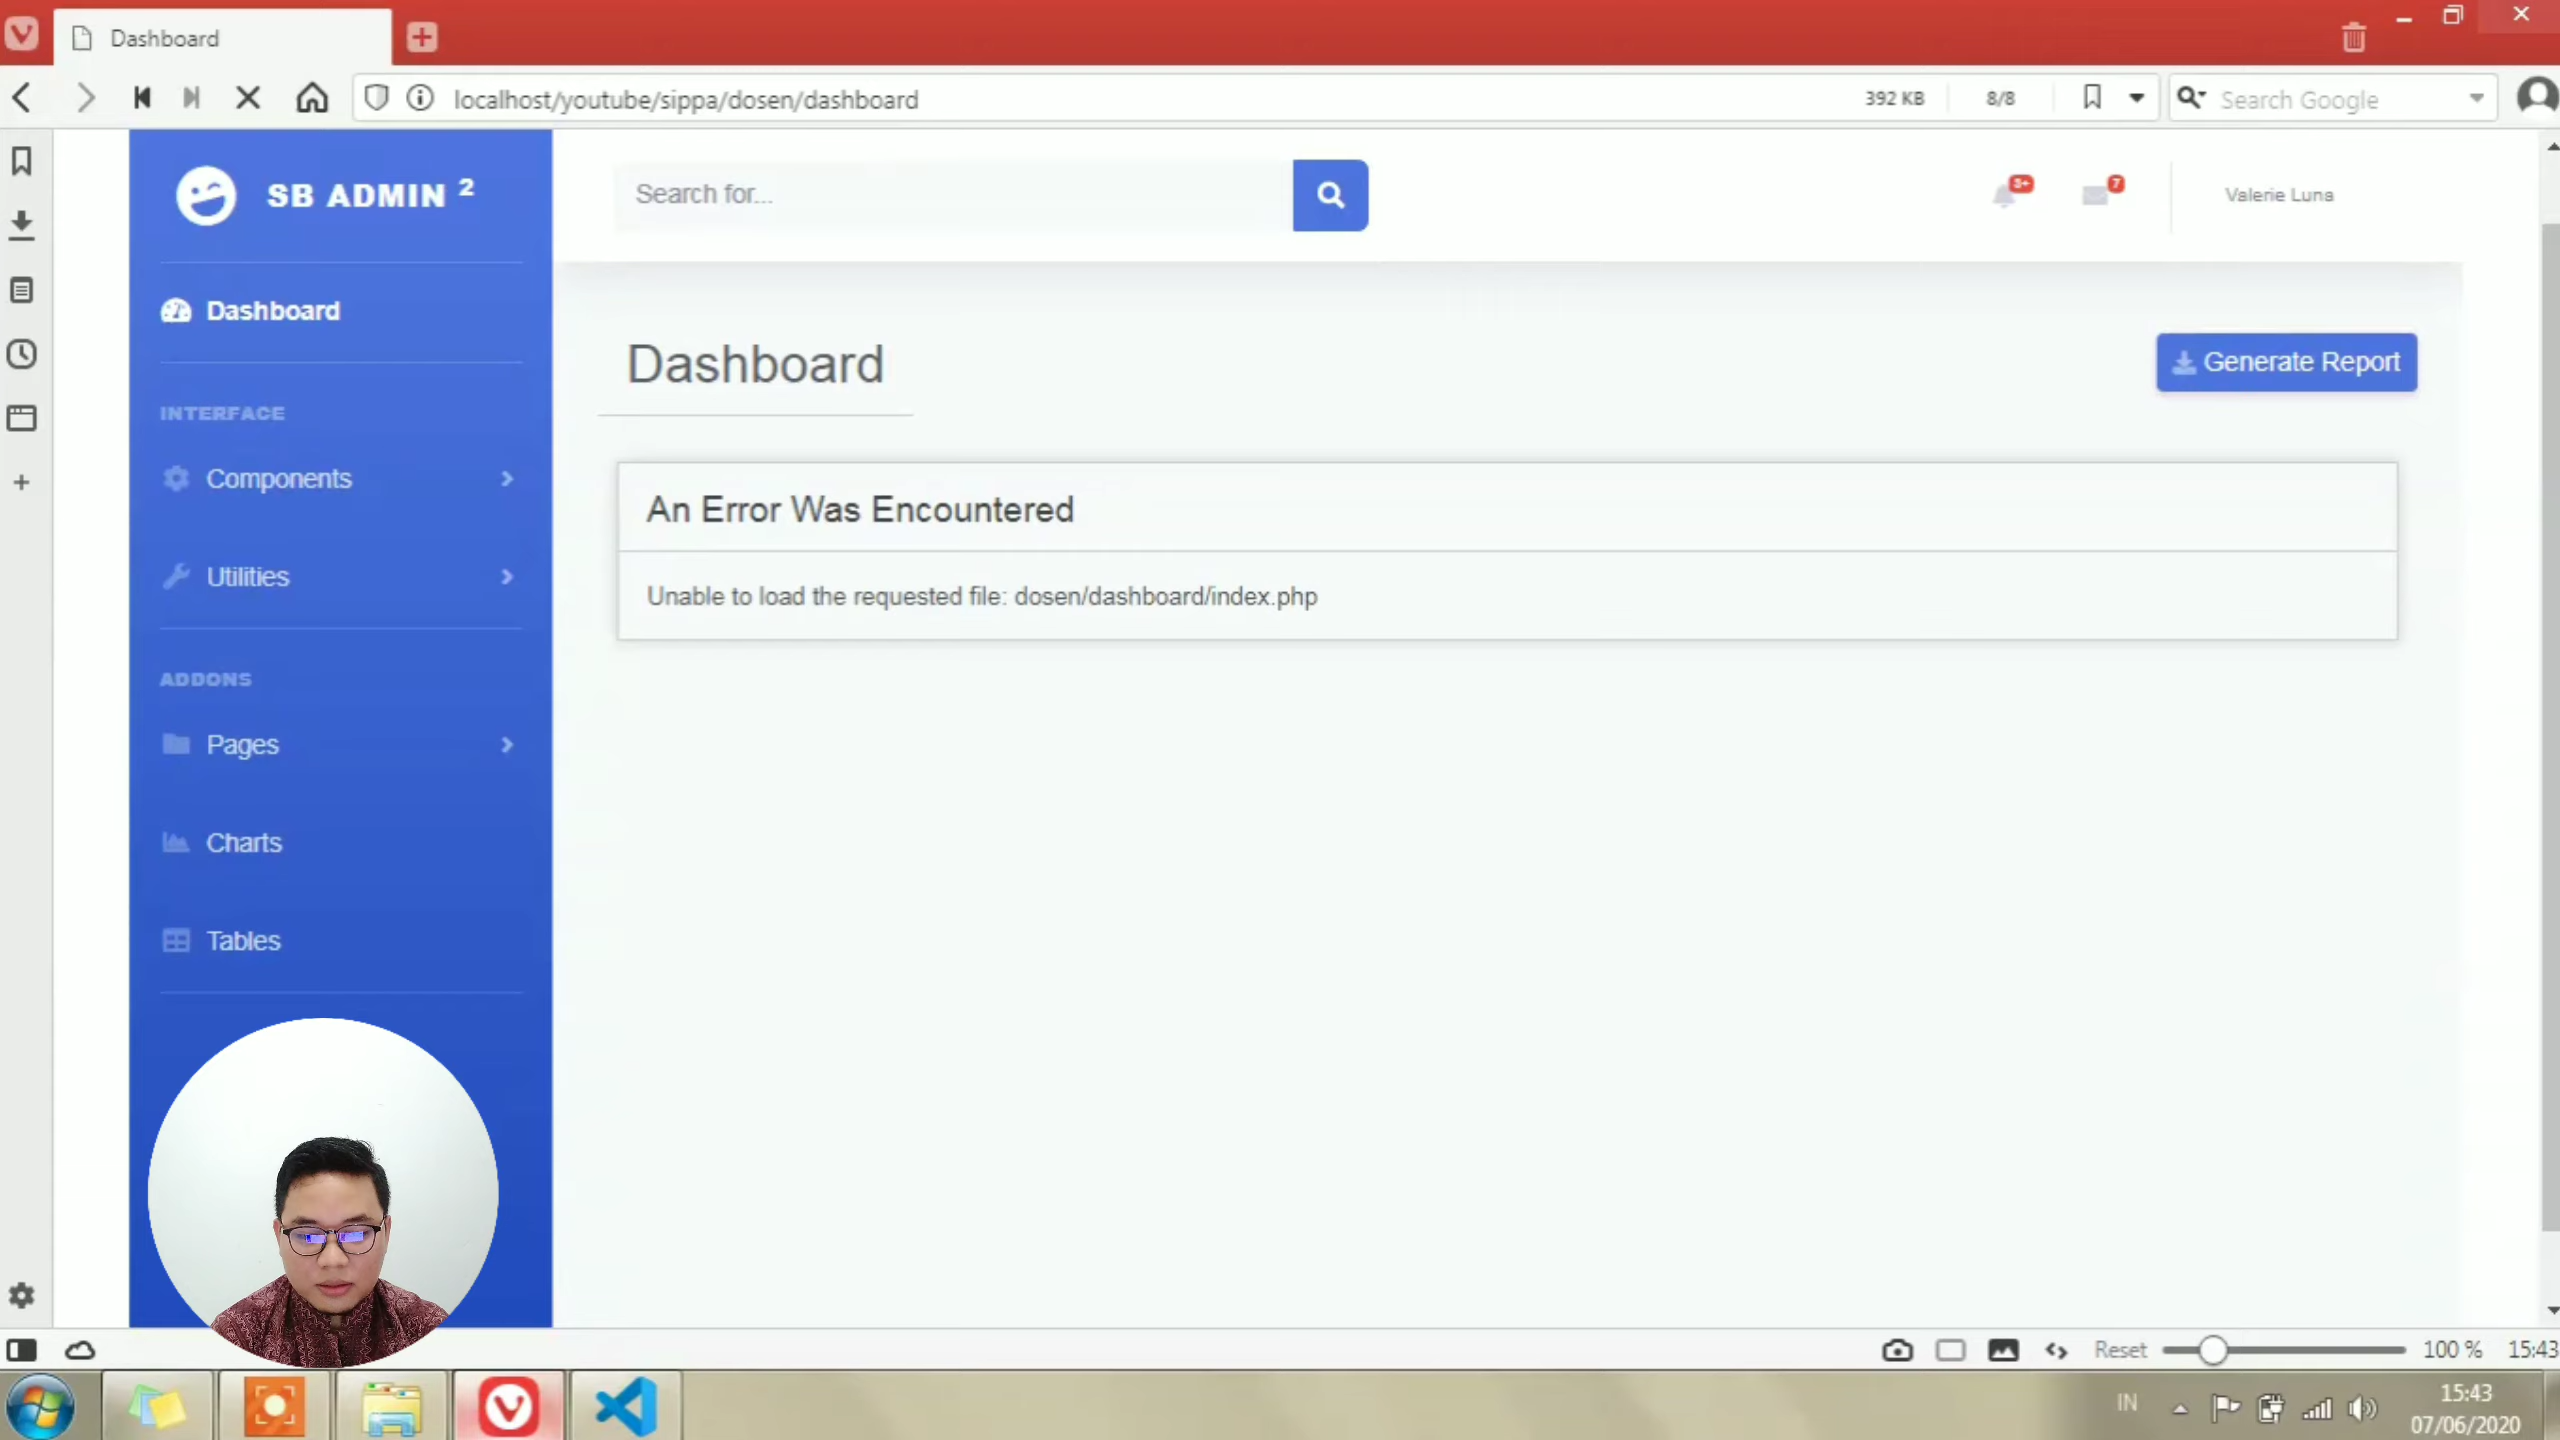 Dashboard
localhost/youtube/sippa/dosen/dashboard
392 KB
8/8
Search Google
SB ADMIN 2
Search for...
3+
7
Valerie Luna
Dashboard
Dashboard
Generate Report
INTERFACE
Components
An Error Was Encountered
Utilities
Unable to load the requested file: dosen/dashboard/index.php
ADDONS
Pages
Charts
Tables
Reset
100 %
15:43
IN
15:43
07/06/2020